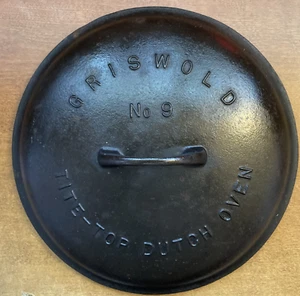 GRISWOLD
No 9
TITE-TOP DUTCH OVEN